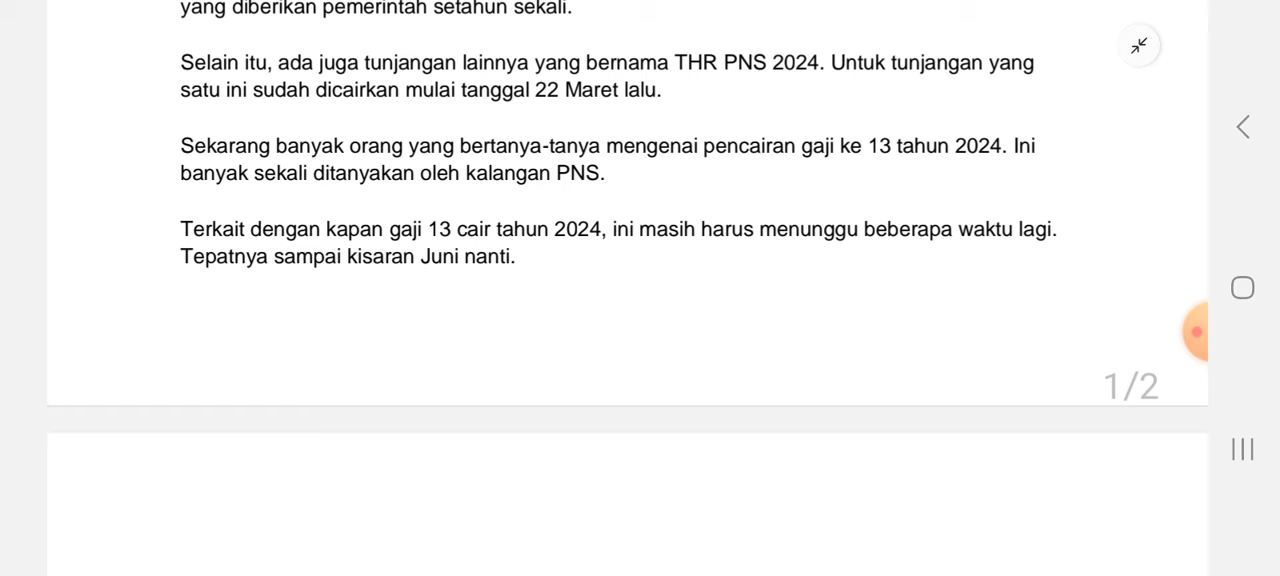 yang diberikan pemerintah setahun sekali.
Selain itu, ada juga tunjangan lainnya yang bernama THR PNS 2024. Untuk tunjangan yang
satu ini sudah dicairkan mulai tanggal 22 Maret lalu.
Sekarang banyak orang yang bertanya-tanya mengenai pencairan gaji ke 13 tahun 2024. Ini
banyak sekali ditanyakan oleh kalangan PNS.
Terkait dengan kapan gaji 13 cair tahun 2024, ini masih harus menunggu beberapa waktu lagi.
Tepatnya sampai kisaran Juni nanti.
1/2